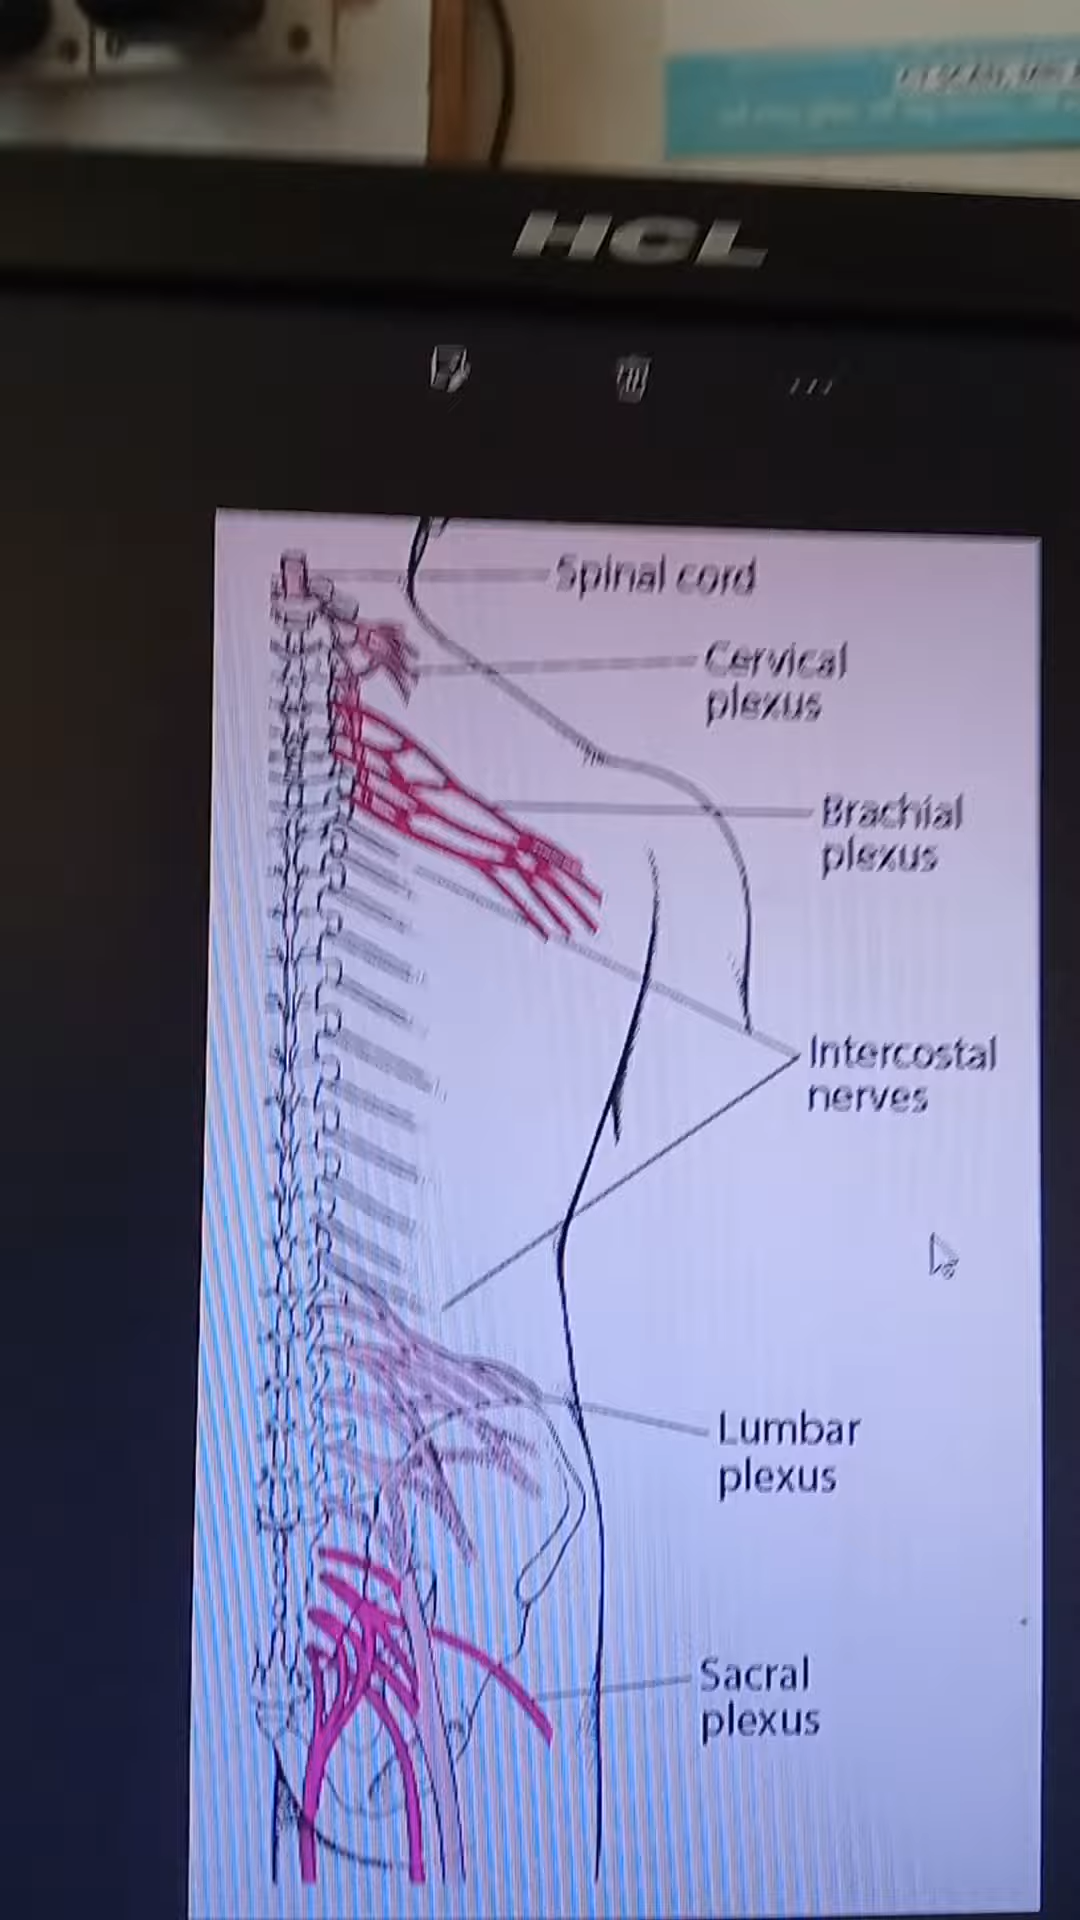 HCL
Spinal cord
Cervical
plexus
Brachial
plexus
Intercostal
nerves
Lumbar
plexus
Sacral
plexus